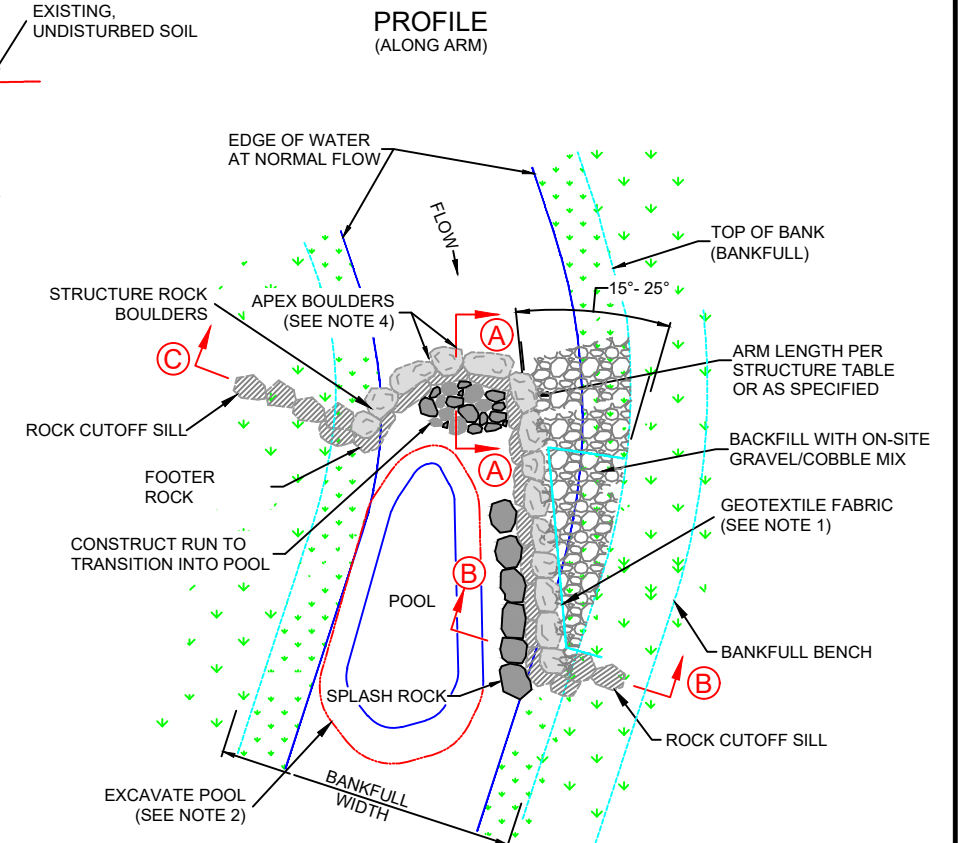 EXISTING,
UNDISTURBED SOIL
PROFILE
(ALONG ARM)
EDGE OF WATER
AT NORMAL FLOW
FLOW
TOP OF BANK
(BANKFULL)
15°- 25°
STRUCTURE ROCK
BOULDERS
APEX BOULDERS
(SEE NOTE 4)
A
C
ARM LENGTH PER
STRUCTURE TABLE
OR AS SPECIFIED
ROCK CUTOFF SILL
BACKFILL WITH ON-SITE
GRAVEL/COBBLE MIX
A
FOOTER
ROCK
GEOTEXTILE FABRIC
(SEE NOTE 1)
CONSTRUCT RUN TO
TRANSITION INTO POOL
B
POOL
BANKFULL BENCH
B
SPLASH ROCK
ROCK CUTOFF SILL
EXCAVATE POOL
(SEE NOTE 2)
BANKFULL
WIDTH